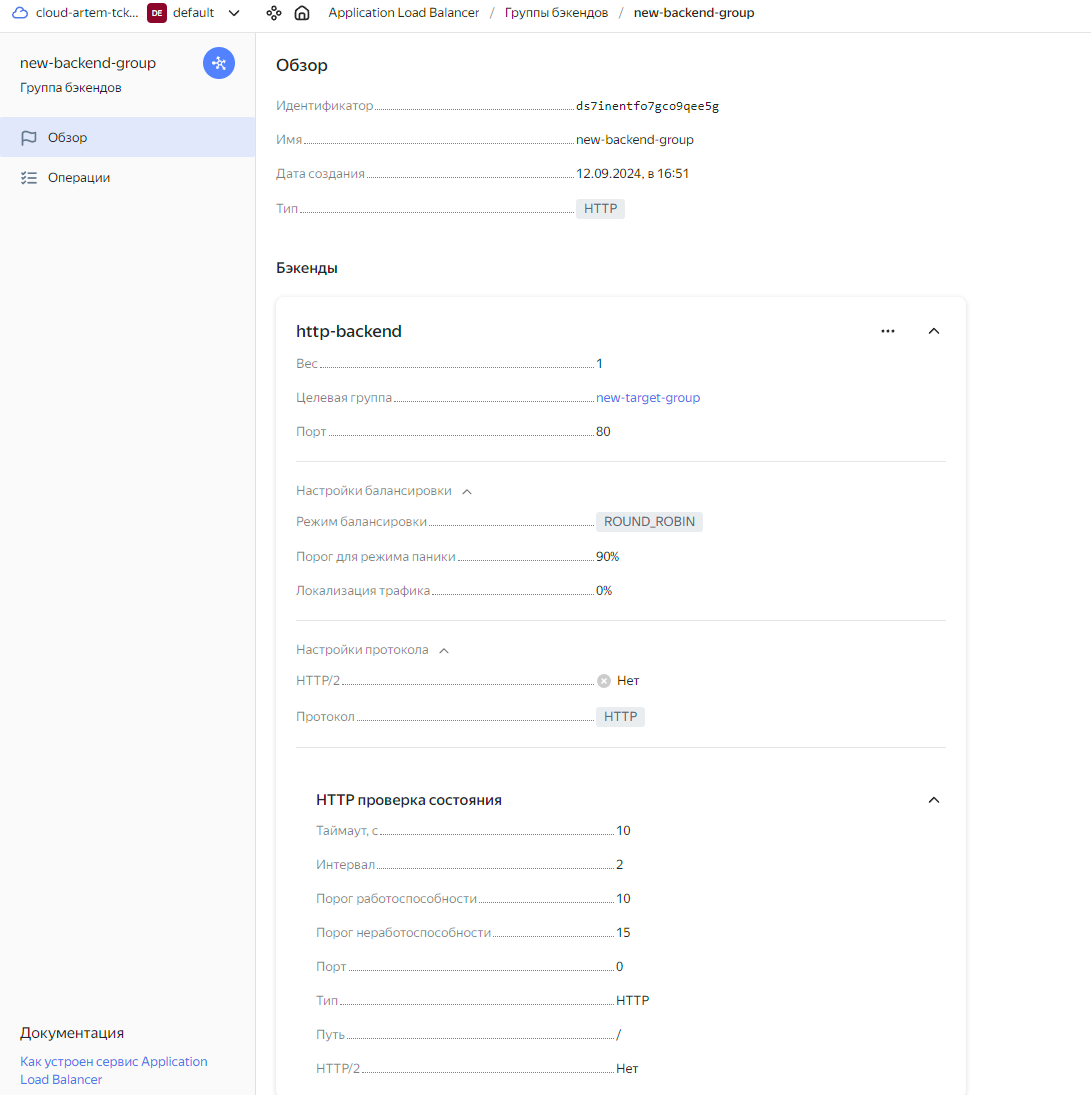 cloud-artem-tck... DE default Application Load Balancer / Группы бэкендов / new-backend-group
new-backend-group
Группа бэкендов
Обзор
Операции
Документация
Как устроен сервис Application
Load Balancer
Обзор
Идентификатор ds7inentfo7gco9qee5g
Имя new-backend-group
Дата создания 12.09.2024, в 16:51
Тип HTTP
Бэкенды
http-backend
Вес 1
Целевая группа new-target-group
Порт 80
Настройки балансировки
Режим балансировки ROUND_ROBIN
Порог для режима паники 90%
Локализация трафика 0%
Настройки протокола
HTTP/2 Нет
Протокол HTTP
HTTP проверка состояния
Таймаут, с 10
Интервал 2
Порог работоспособности 10
Порог неработоспособности 15
Порт 0
Тип HTTP
Путь /
HTTP/2 Нет